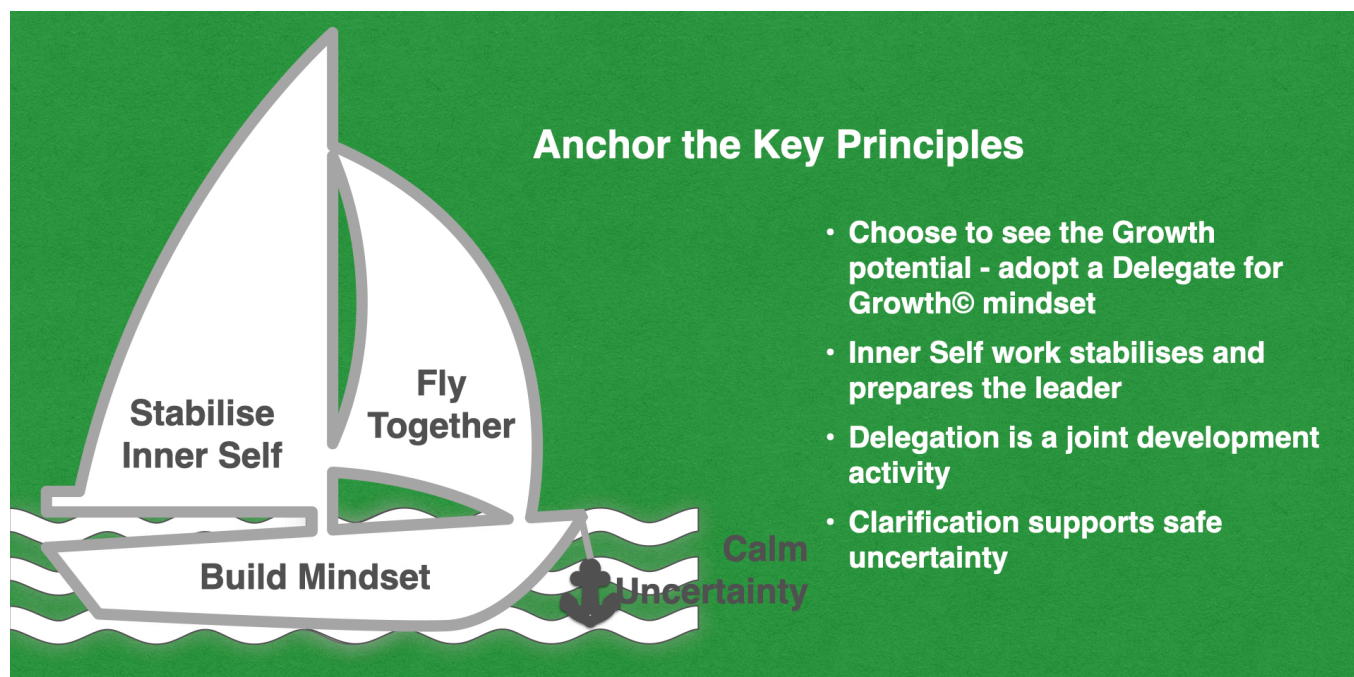 Anchor the Key Principles
• Choose to see the Growth
potential - adopt a Delegate for
Growth© mindset
• Inner Self work stabilises and
prepares the leader
• Delegation is a joint development
activity
• Clarification supports safe
uncertainty
Stabilise
Inner Self
Fly
Together
Build Mindset
Calm
Uncertainty